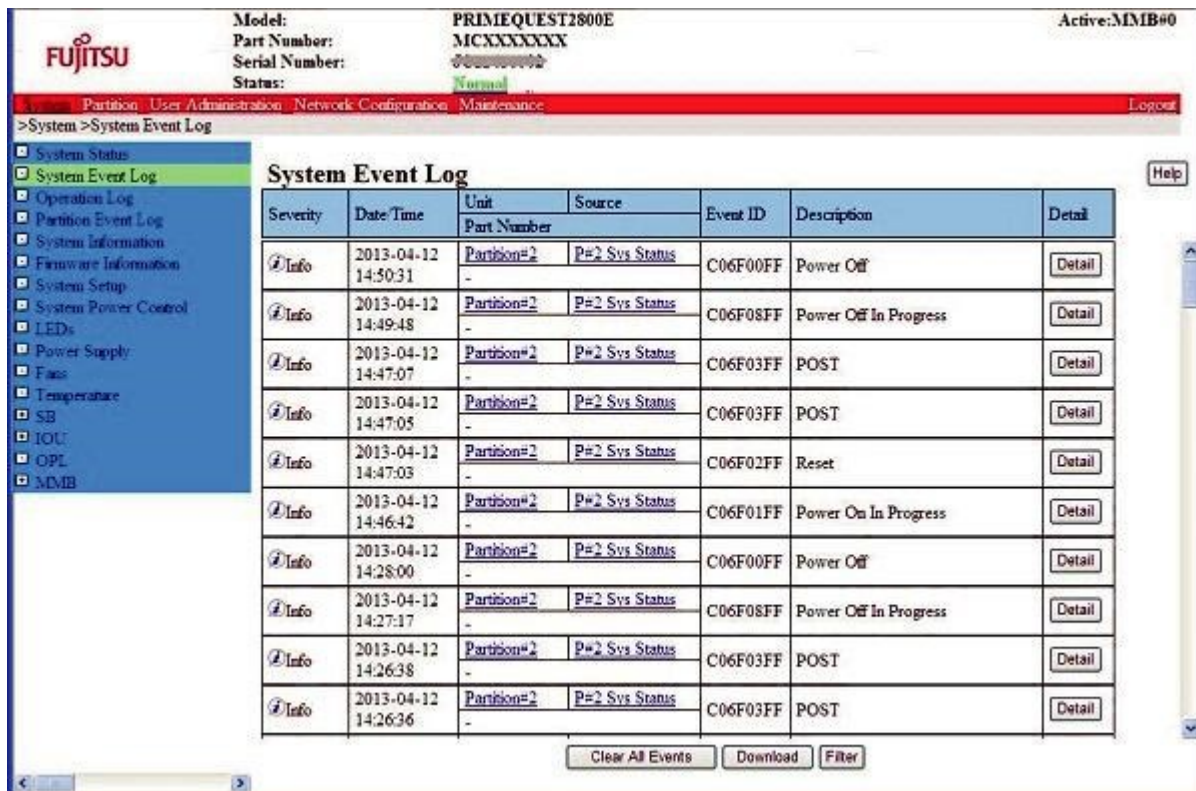 FUJITSU
Model: PRIMEQUEST2800E Active:MMB#0
Part Number: MCXXXXXXX
Serial Number:
Status: Normal
System Partition User Administration Network Configuration Maintenance Logout
>System >System Event Log
System Status
System Event Log
Operation Log
Partition Event Log
System Information
Firmware Information
System Setup
System Power Control
LEDs
Power Supply
Fans
Temperature
SB
IOU
OPL
MMB
System Event Log
Help
Severity Date/Time Unit Source Event ID Description Detail
Part Number
Info 2013-04-12 14:50:31 Partition#2 P#2 Sys Status C06F00FF Power Off Detail
-
Info 2013-04-12 14:49:48 Partition#2 P#2 Sys Status C06F08FF Power Off In Progress Detail
-
Info 2013-04-12 14:47:07 Partition#2 P#2 Sys Status C06F03FF POST Detail
-
Info 2013-04-12 14:47:05 Partition#2 P#2 Sys Status C06F03FF POST Detail
-
Info 2013-04-12 14:47:03 Partition#2 P#2 Sys Status C06F02FF Reset Detail
-
Info 2013-04-12 14:46:42 Partition#2 P#2 Sys Status C06F01FF Power On In Progress Detail
-
Info 2013-04-12 14:28:00 Partition#2 P#2 Sys Status C06F00FF Power Off Detail
-
Info 2013-04-12 14:27:17 Partition#2 P#2 Sys Status C06F08FF Power Off In Progress Detail
-
Info 2013-04-12 14:26:38 Partition#2 P#2 Sys Status C06F03FF POST Detail
-
Info 2013-04-12 14:26:36 Partition#2 P#2 Sys Status C06F03FF POST Detail
-
Clear All Events Download Filter